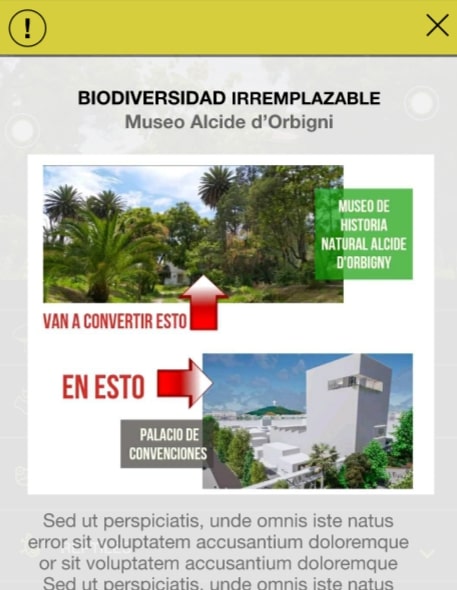 !
BIODIVERSIDAD IRREMPLAZABLE
Museo Alcide d'Orbigni
MUSEO DE
HISTORIA
NATURAL ALCIDE
D'ORBIGNY
VAN A CONVERTIR ESTO
EN ESTO
PALACIO DE
CONVENCIONES
Sed ut perspiciatis, unde omnis iste natus
error sit voluptatem accusantium doloremque
or sit voluptatem accusantium doloremque
Sed ut perspiciatis, unde omnis iste natus